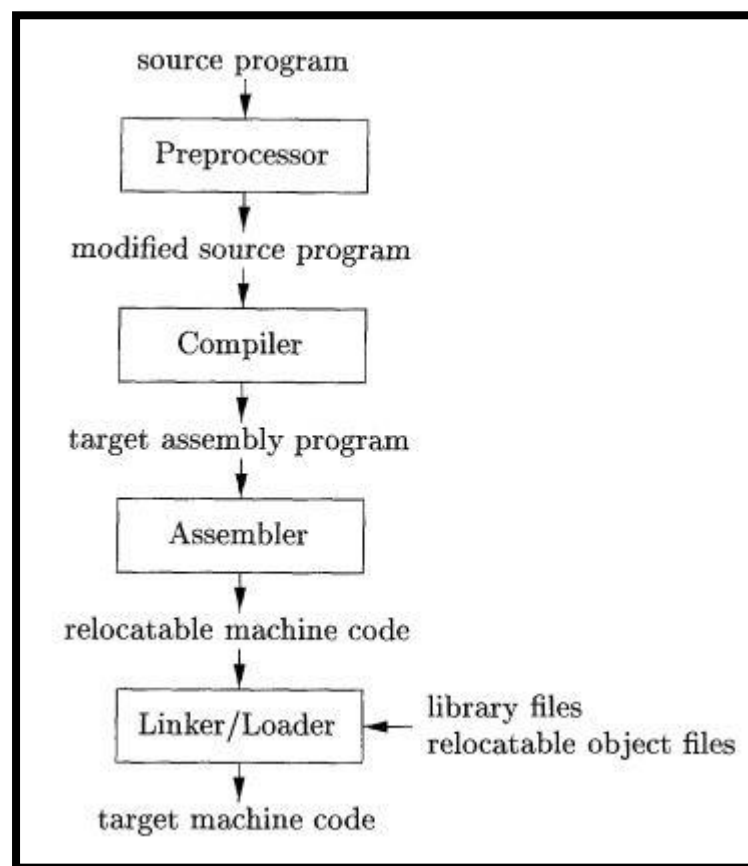 source program
Preprocessor
modified source program
Compiler
target assembly program
Assembler
relocatable machine code
Linker/Loader
library files
relocatable object files
target machine code